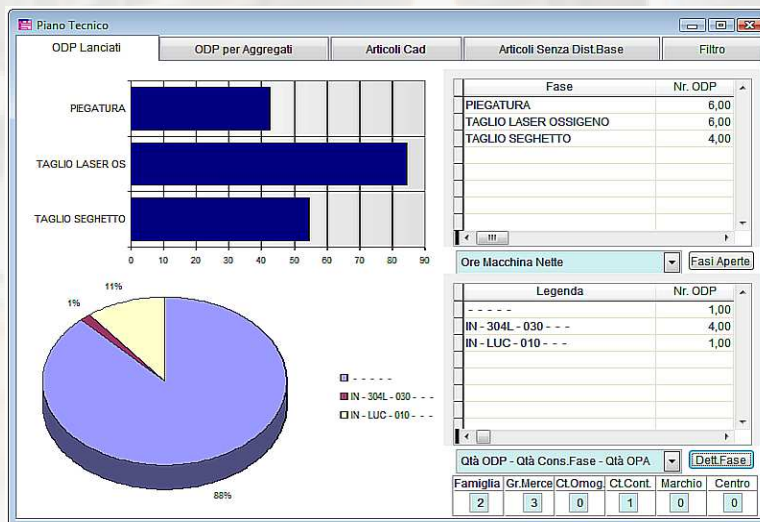 Piano Tecnico
ODP Lanciati
ODP per Aggregati
Articoli Cad
Articoli Senza Dist.Base
Filtro
PIEGATURA
TAGLIO LASER OS
TAGLIO SEGHETTO
0 10 20 30 40 50 60 70 80 90
Fase Nr. ODP
PIEGATURA 6,00
TAGLIO LASER OSSIGENO 6,00
TAGLIO SEGHETTO 4,00
Ore Macchina Nette
Fasi Aperte
11%
1%
88%
- - - - -
IN - 304L - 030 - - -
IN - LUC - 010 - - -
Legenda Nr. ODP
- - - - - 1,00
IN - 304L - 030 - - - 4,00
IN - LUC - 010 - - - 1,00
Qtà ODP - Qtà Cons.Fase - Qtà OPA
Dett.Fase
Famiglia Gr.Merce Ct.Omog. Ct.Cont. Marchio Centro
2 3 0 1 0 0